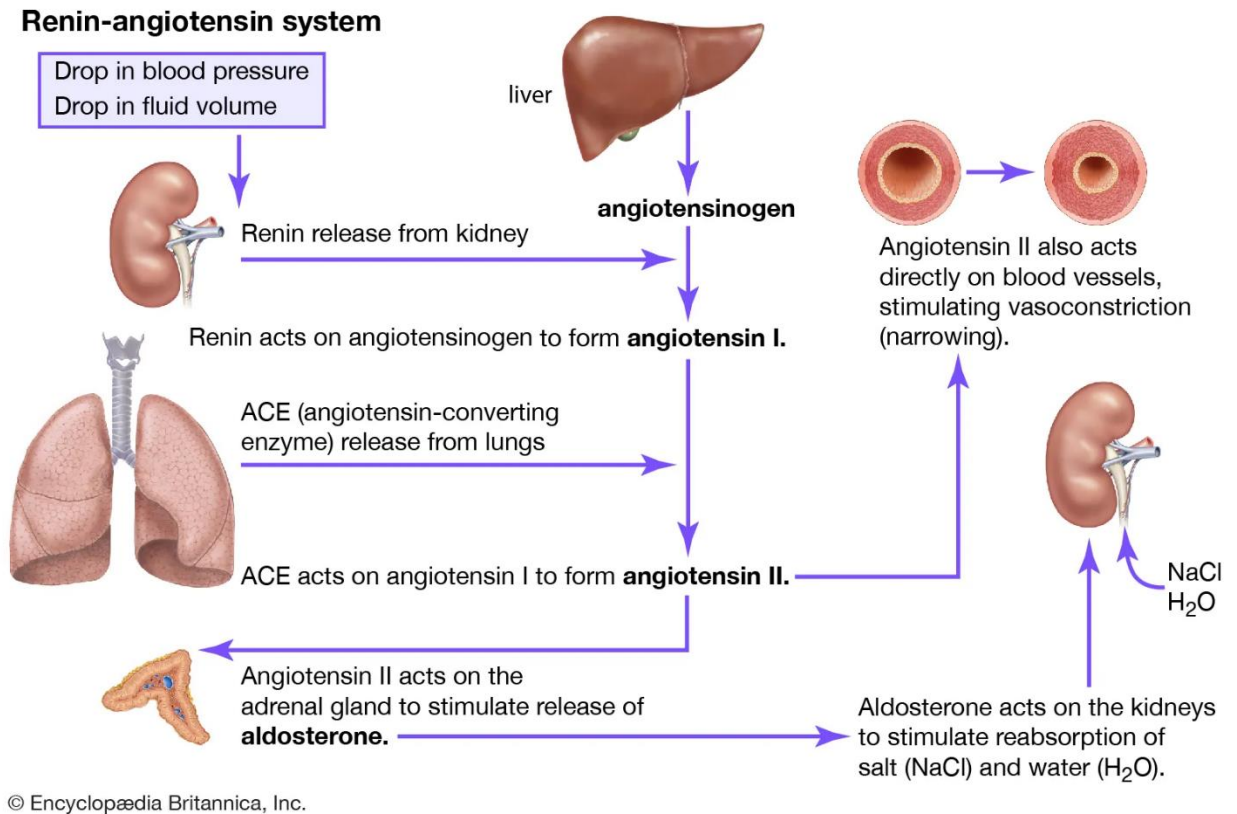 Renin-angiotensin system
Drop in blood pressure
Drop in fluid volume
liver
angiotensinogen
Renin release from kidney
Renin acts on angiotensinogen to form angiotensin I.
ACE (angiotensin-converting
enzyme) release from lungs
ACE acts on angiotensin I to form angiotensin II.
Angiotensin II acts on the
adrenal gland to stimulate release of
aldosterone.
Angiotensin II also acts
directly on blood vessels,
stimulating vasoconstriction
(narrowing).
NaCl
H₂O
Aldosterone acts on the kidneys
to stimulate reabsorption of
salt (NaCl) and water (H₂O).
© Encyclopædia Britannica, Inc.